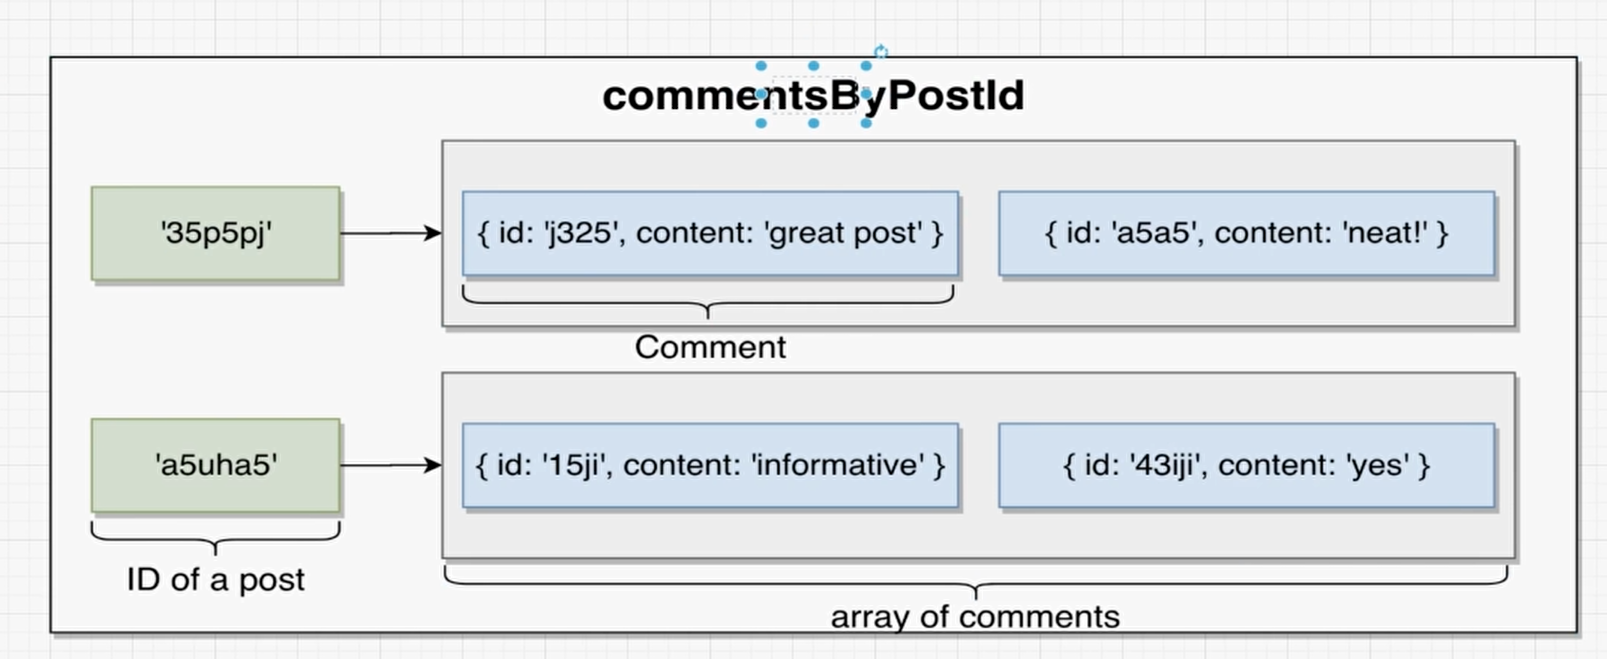 commentsByPostId
'35p5pj'
{ id: 'j325', content: 'great post' }
{ id: 'a5a5', content: 'neat!' }
Comment
'a5uha5'
{ id: '15ji', content: 'informative' }
{ id: '43iji', content: 'yes' }
ID of a post
array of comments